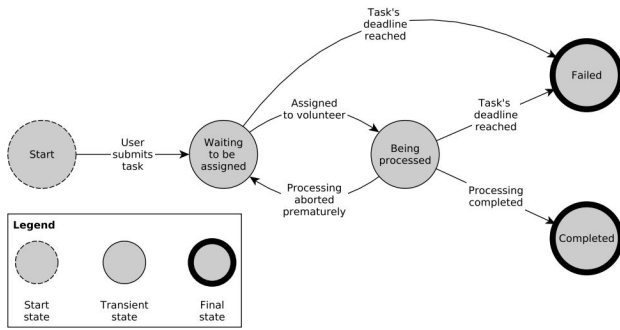 Task's
deadline
reached
Failed
Assigned
to volunteer
Task's
deadline
reached
User
submits
task
Start
Waiting
to be
assigned
Being
processed
Processing
aborted
prematurely
Processing
completed
Completed
Legend
Start
state
Transient
state
Final
state